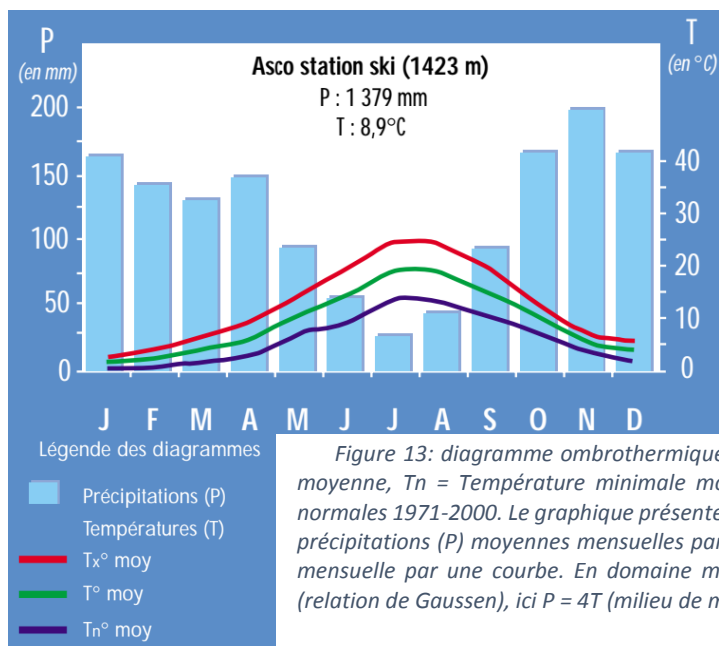 P
(en mm)
T
(en °C)
Asco station ski (1423 m)
P : 1 379 mm
T : 8,9°C
200
150
100
50
0
40
30
20
10
0
J F M A M J J A S O N D
Légende des diagrammes
Précipitations (P)
Températures (T)
Tx° moy
T° moy
Tn° moy
Figure 13: diagramme ombrothermique
moyenne, Tn = Température minimale mo
normales 1971-2000. Le graphique présente
précipitations (P) moyennes mensuelles par
mensuelle par une courbe. En domaine m
(relation de Gaussen), ici P = 4T (milieu de m